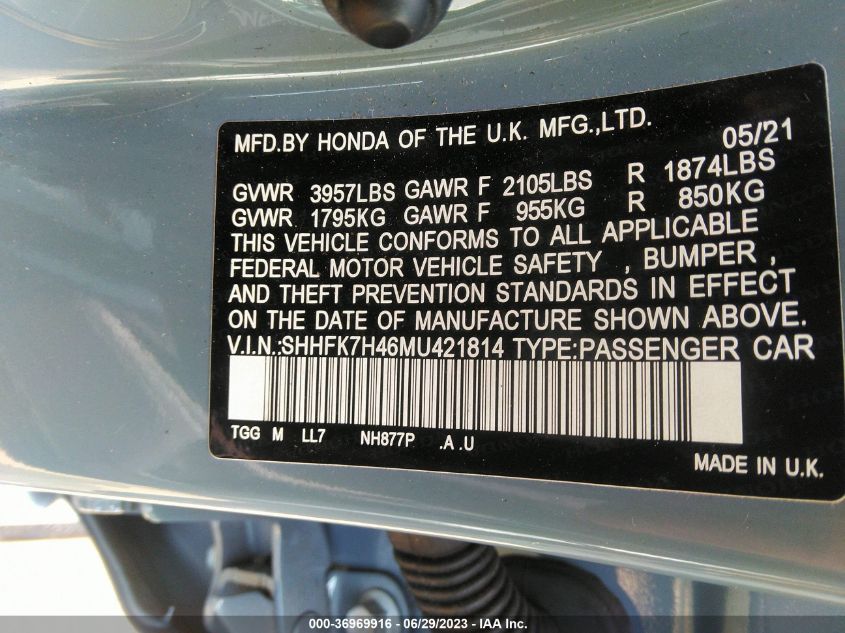 MFD.BY HONDA OF THE U.K. MFG.,LTD. 05/21
GVWR 3957LBS GAWR F 2105LBS R 1874LBS
GVWR 1795KG GAWR F 955KG R 850KG
THIS VEHICLE CONFORMS TO ALL APPLICABLE
FEDERAL MOTOR VEHICLE SAFETY , BUMPER ,
AND THEFT PREVENTION STANDARDS IN EFFECT
ON THE DATE OF MANUFACTURE SHOWN ABOVE.
V.I.N.:SHHFK7H46MU421814 TYPE:PASSENGER CAR
TGG M LL7 NH877P .A .U
MADE IN U.K.
000-36969916 - 06/29/2023 - IAA Inc.